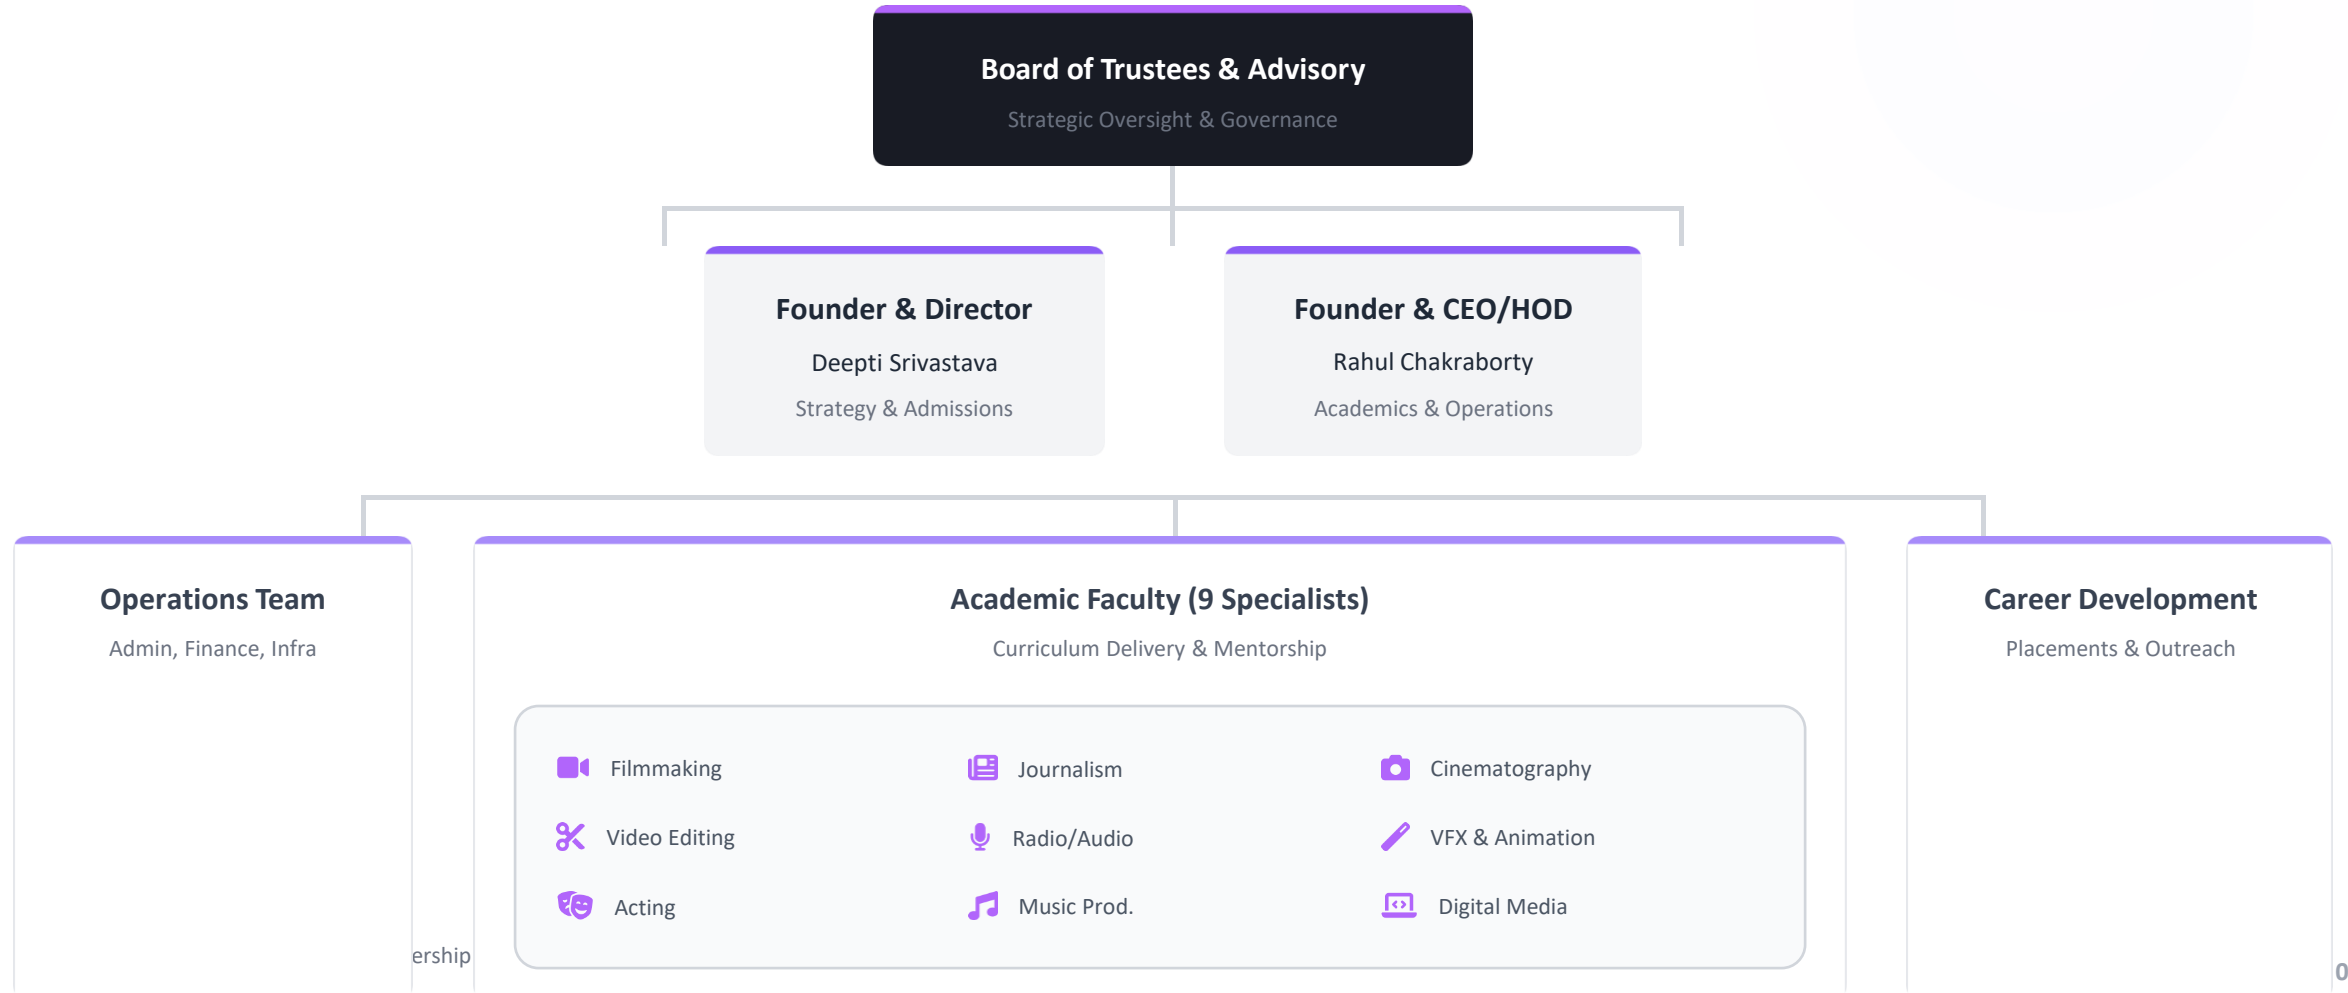 Board of Trustees & Advisory
Strategic Oversight & Governance
Founder & Director
Deepti Srivastava
Strategy & Admissions
Founder & CEO/HOD
Rahul Chakraborty
Academics & Operations
Operations Team
Admin, Finance, Infra
Academic Faculty (9 Specialists)
Curriculum Delivery & Mentorship
Filmmaking
Journalism
Cinematography
Video Editing
Radio/Audio
VFX & Animation
Acting
Music Prod.
Digital Media
Career Development
Placements & Outreach
ership
0